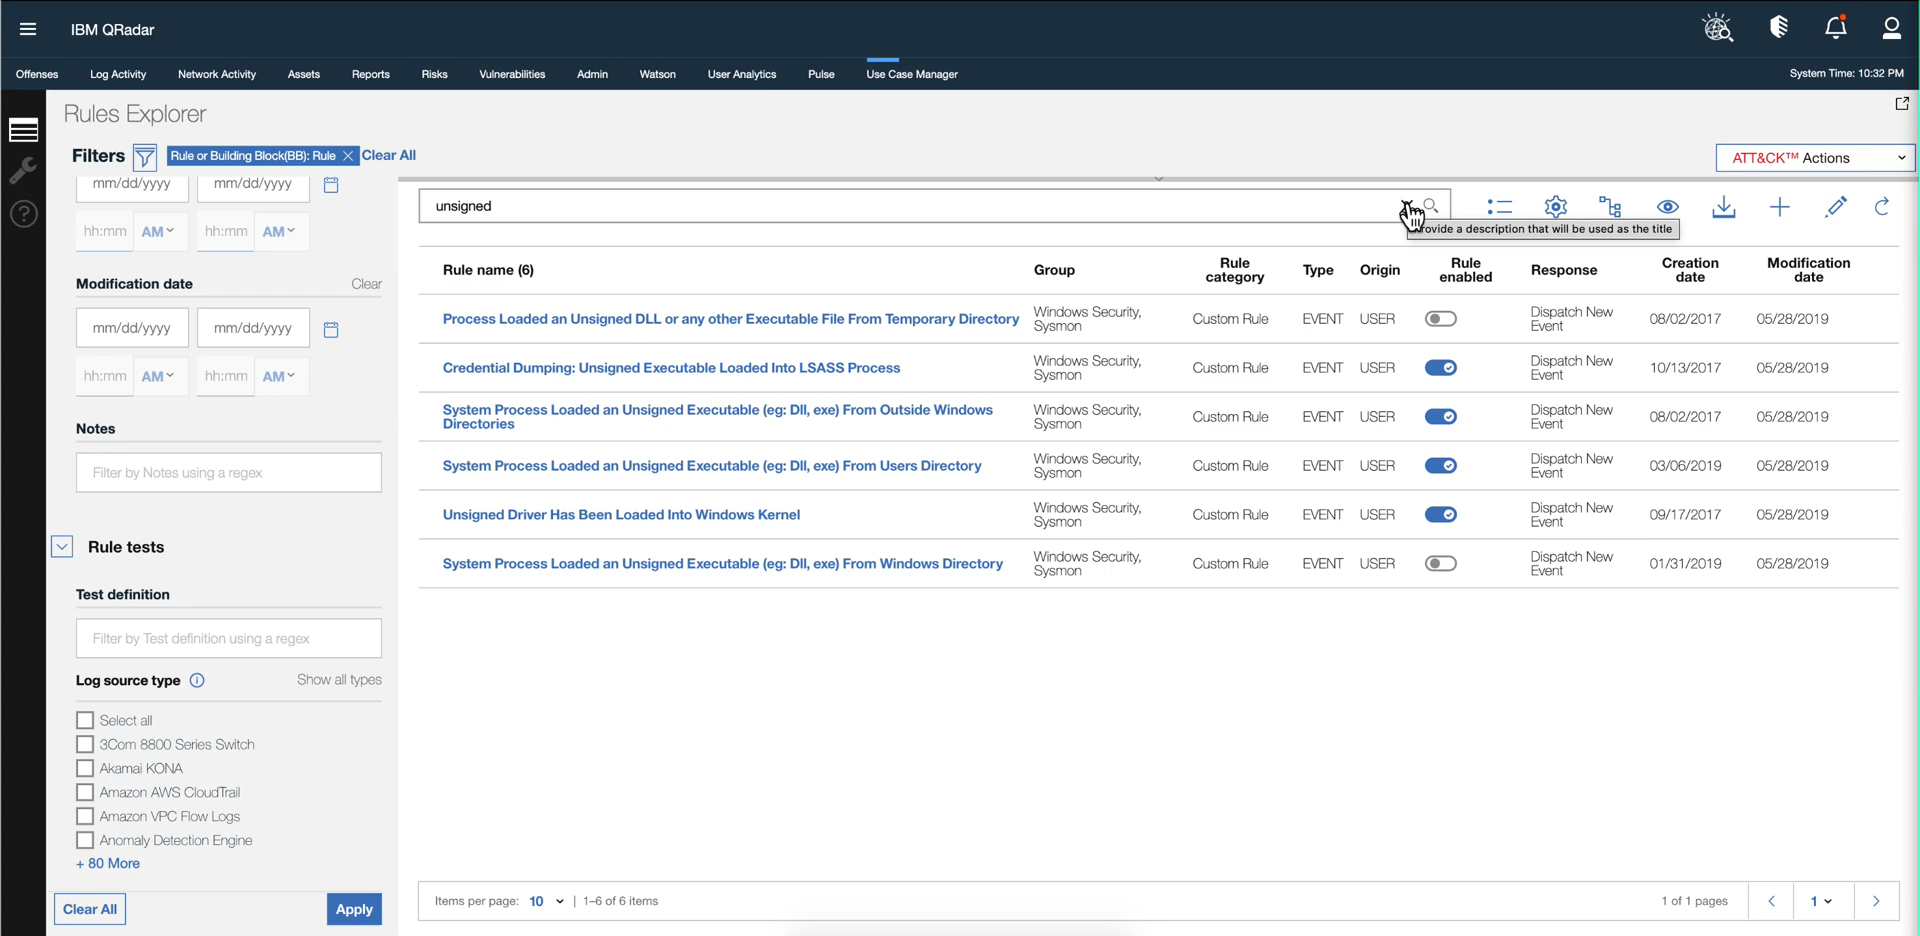 IBM QRadar
Offenses Log Activity Network Activity Assets Reports Risks Vulnerabilities Admin Watson User Analytics Pulse Use Case Manager System Time: 10:32 PM
Rules Explorer
Filters Rule or Building Block(BB): Rule Clear All
ATT&CK™ Actions
mm/dd/yyyy mm/dd/yyyy
hh:mm AM hh:mm AM
Modification date Clear
mm/dd/yyyy mm/dd/yyyy
hh:mm AM hh:mm AM
Notes
Filter by Notes using a regex
Rule tests
Test definition
Filter by Test definition using a regex
Log source type Show all types
Select all
3Com 8800 Series Switch
Akamai KONA
Amazon AWS CloudTrail
Amazon VPC Flow Logs
Anomaly Detection Engine
+ 80 More
Clear All Apply
unsigned
rovide a description that will be used as the title
Rule name (6) Group Rule category Type Origin Rule enabled Response Creation date Modification date
Process Loaded an Unsigned DLL or any other Executable File From Temporary Directory Windows Security, Sysmon Custom Rule EVENT USER Dispatch New Event 08/02/2017 05/28/2019
Credential Dumping: Unsigned Executable Loaded Into LSASS Process Windows Security, Sysmon Custom Rule EVENT USER Dispatch New Event 10/13/2017 05/28/2019
System Process Loaded an Unsigned Executable (eg: Dll, exe) From Outside Windows Directories Windows Security, Sysmon Custom Rule EVENT USER Dispatch New Event 08/02/2017 05/28/2019
System Process Loaded an Unsigned Executable (eg: Dll, exe) From Users Directory Windows Security, Sysmon Custom Rule EVENT USER Dispatch New Event 03/06/2019 05/28/2019
Unsigned Driver Has Been Loaded Into Windows Kernel Windows Security, Sysmon Custom Rule EVENT USER Dispatch New Event 09/17/2017 05/28/2019
System Process Loaded an Unsigned Executable (eg: Dll, exe) From Windows Directory Windows Security, Sysmon Custom Rule EVENT USER Dispatch New Event 01/31/2019 05/28/2019
Items per page: 10 | 1–6 of 6 items 1 of 1 pages 1